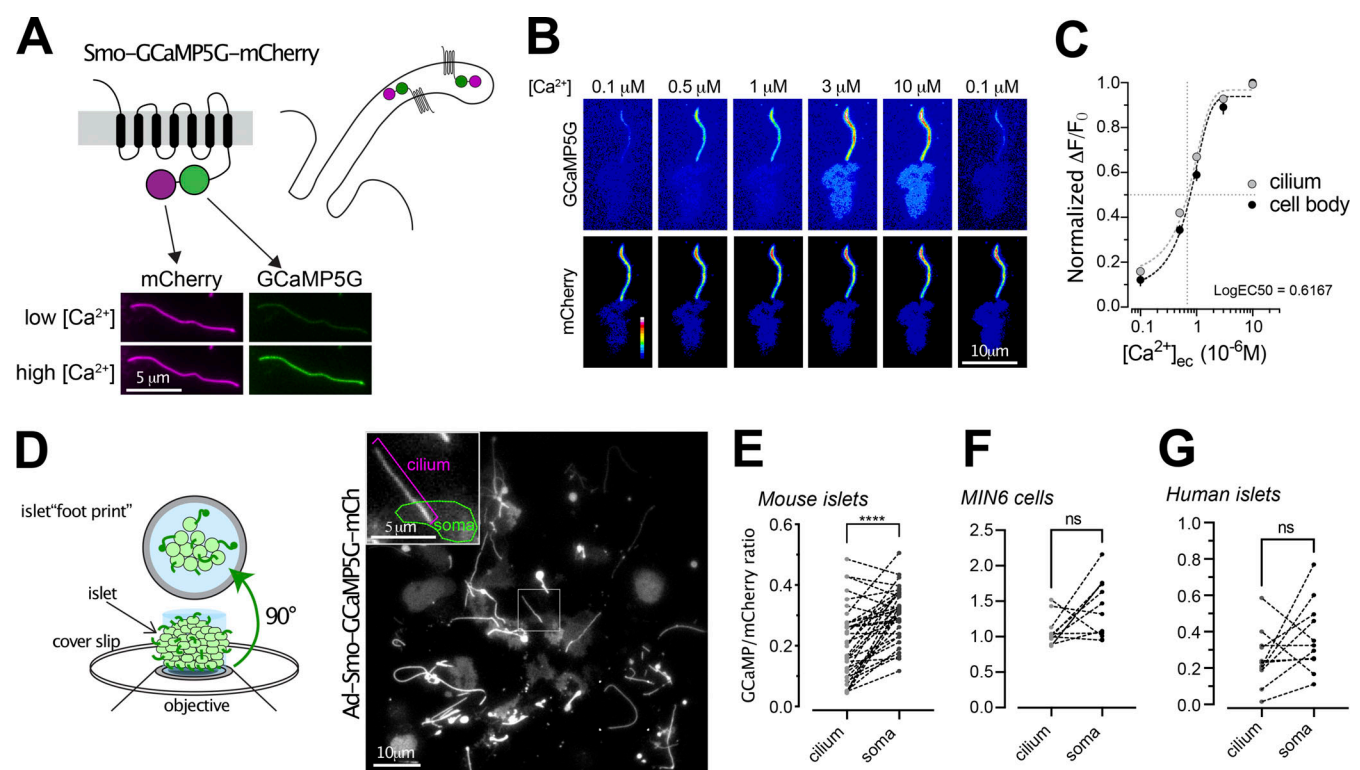 A
Smo-GCaMP5G-mCherry
mCherry GCaMP5G
low [Ca2+]
high [Ca2+]
5 μm
B
[Ca2+] 0.1 μM 0.5 μM 1 μM 3 μM 10 μM 0.1 μM
GCaMP5G
mCherry
10μm
C
Normalized ΔF/F0
1.0
0.8
0.6
0.4
0.2
0.0
cilium
cell body
LogEC50 = 0.6167
0.1 1 10
[Ca2+]ec (10-6M)
D
islet"foot print"
islet
cover slip
90°
objective
Ad-Smo-GCaMP5G-mCh
cilium
soma
5 μm
10μm
E
Mouse islets
****
GCaMP/mCherry ratio
0.6
0.4
0.2
0.0
cilium
soma
F
MIN6 cells
ns
2.5
2.0
1.5
1.0
0.5
0.0
cilium
soma
G
Human islets
ns
1.0
0.8
0.6
0.4
0.2
0.0
cilium
soma